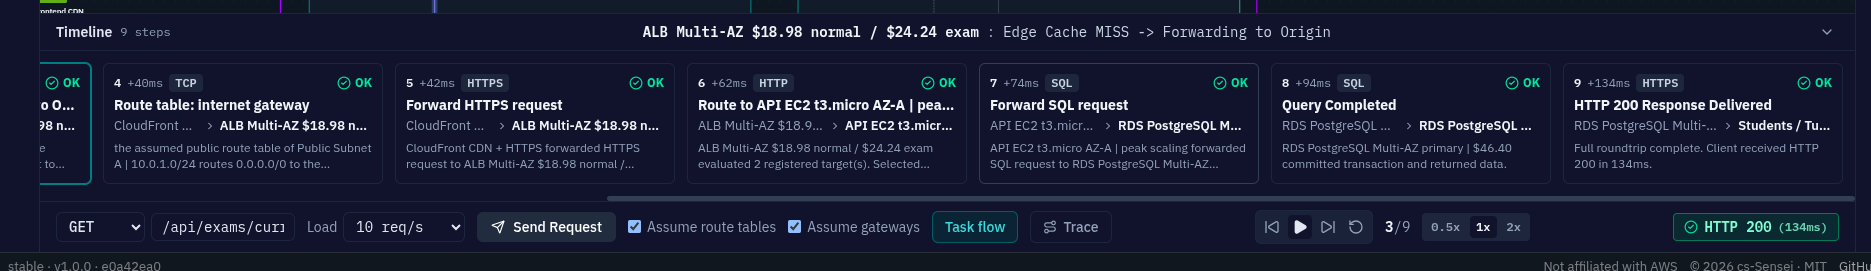 ontend CDN
Timeline 9 steps
ALB Multi-AZ $18.98 normal / $24.24 exam : Edge Cache MISS -> Forwarding to Origin
OK
o O...
98 n...
e
t to...
4 +40ms TCP OK
Route table: internet gateway
CloudFront ... > ALB Multi-AZ $18.98 n...
the assumed public route table of Public Subnet
A | 10.0.1.0/24 routes 0.0.0.0/0 to the...
5 +42ms HTTPS OK
Forward HTTPS request
CloudFront ... > ALB Multi-AZ $18.98 n...
CloudFront CDN + HTTPS forwarded HTTPS
request to ALB Multi-AZ $18.98 normal /...
6 +62ms HTTP OK
Route to API EC2 t3.micro AZ-A | pea...
ALB Multi-AZ $18.9... > API EC2 t3.micr...
ALB Multi-AZ $18.98 normal / $24.24 exam
evaluated 2 registered target(s). Selected...
7 +74ms SQL OK
Forward SQL request
API EC2 t3.micr... > RDS PostgreSQL M...
API EC2 t3.micro AZ-A | peak scaling forwarded
SQL request to RDS PostgreSQL Multi-AZ...
8 +94ms SQL OK
Query Completed
RDS PostgreSQL ... > RDS PostgreSQL ...
RDS PostgreSQL Multi-AZ primary | $46.40
committed transaction and returned data.
9 +134ms HTTPS OK
HTTP 200 Response Delivered
RDS PostgreSQL Multi-... > Students / Tu...
Full roundtrip complete. Client received HTTP
200 in 134ms.
GET /api/exams/curr Load 10 req/s Send Request Assume route tables Assume gateways Task flow Trace 3/9 0.5x 1x 2x HTTP 200 (134ms)
stable · v1.0.0 · e0a42ea0
Not affiliated with AWS © 2026 cs-Sensei · MIT GitHu